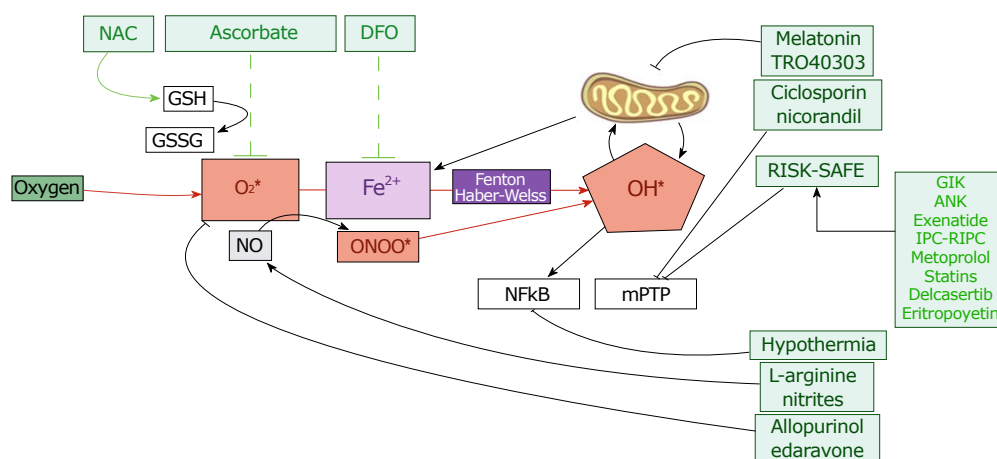 NAC
Ascorbate
DFO
Melatonin
TRO40303
GSH
Ciclosporin
nicorandil
GSSG
RISK-SAFE
Oxygen
O2*
Fe2+
Fenton
Haber-Welss
OH*
GIK
ANK
Exenatide
IPC-RIPC
Metoprolol
Statins
Delcasertib
Eritropoyetin
NO
ONOO*
NFkB
mPTP
Hypothermia
L-arginine
nitrites
Allopurinol
edaravone